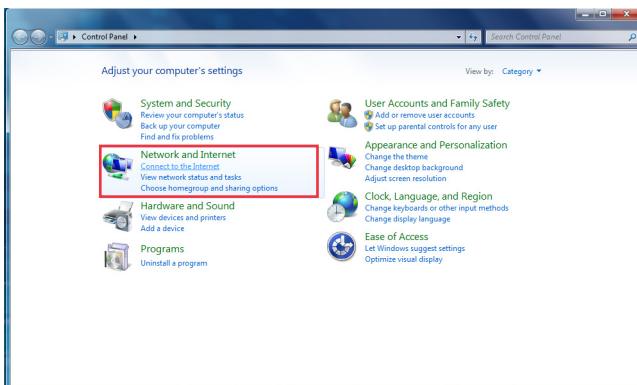 Control Panel
Search Control Panel
Adjust your computer's settings
View by: Category
System and Security
Review your computer's status
Back up your computer
Find and fix problems
Network and Internet
Connect to the Internet
View network status and tasks
Choose homegroup and sharing options
Hardware and Sound
View devices and printers
Add a device
Programs
Uninstall a program
User Accounts and Family Safety
Add or remove user accounts
Set up parental controls for any user
Appearance and Personalization
Change the theme
Change desktop background
Adjust screen resolution
Clock, Language, and Region
Change keyboards or other input methods
Change display language
Ease of Access
Let Windows suggest settings
Optimize visual display